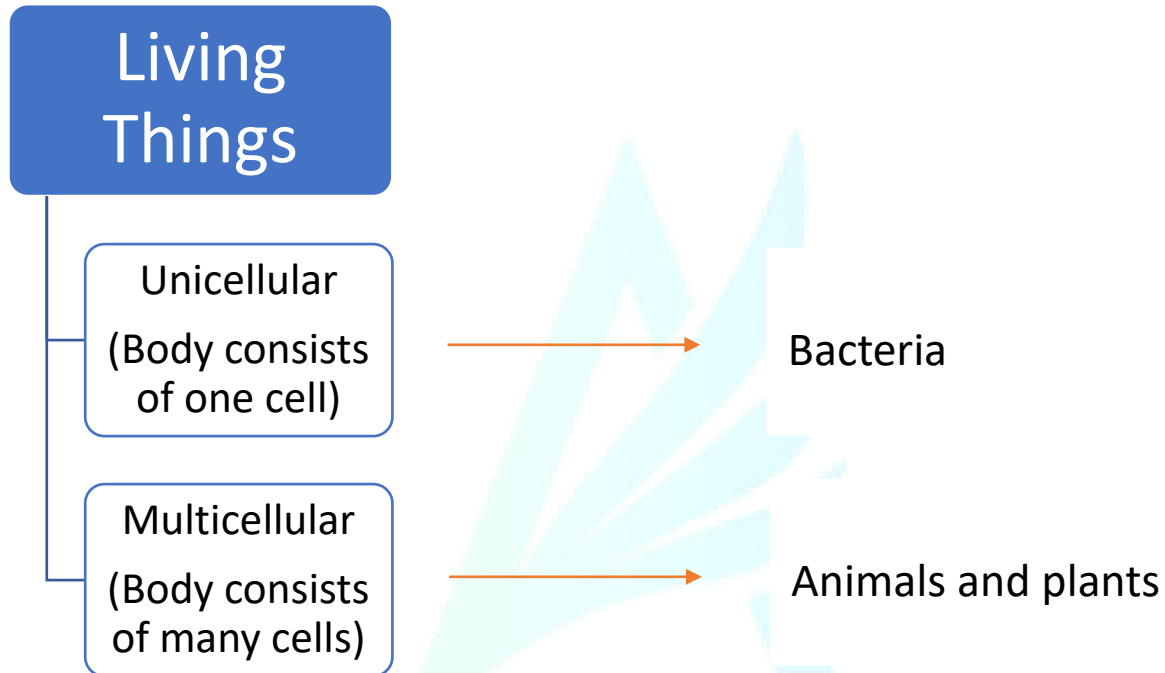 Living
Things
Unicellular
(Body consists
of one cell)
Bacteria
Multicellular
(Body consists
of many cells)
Animals and plants